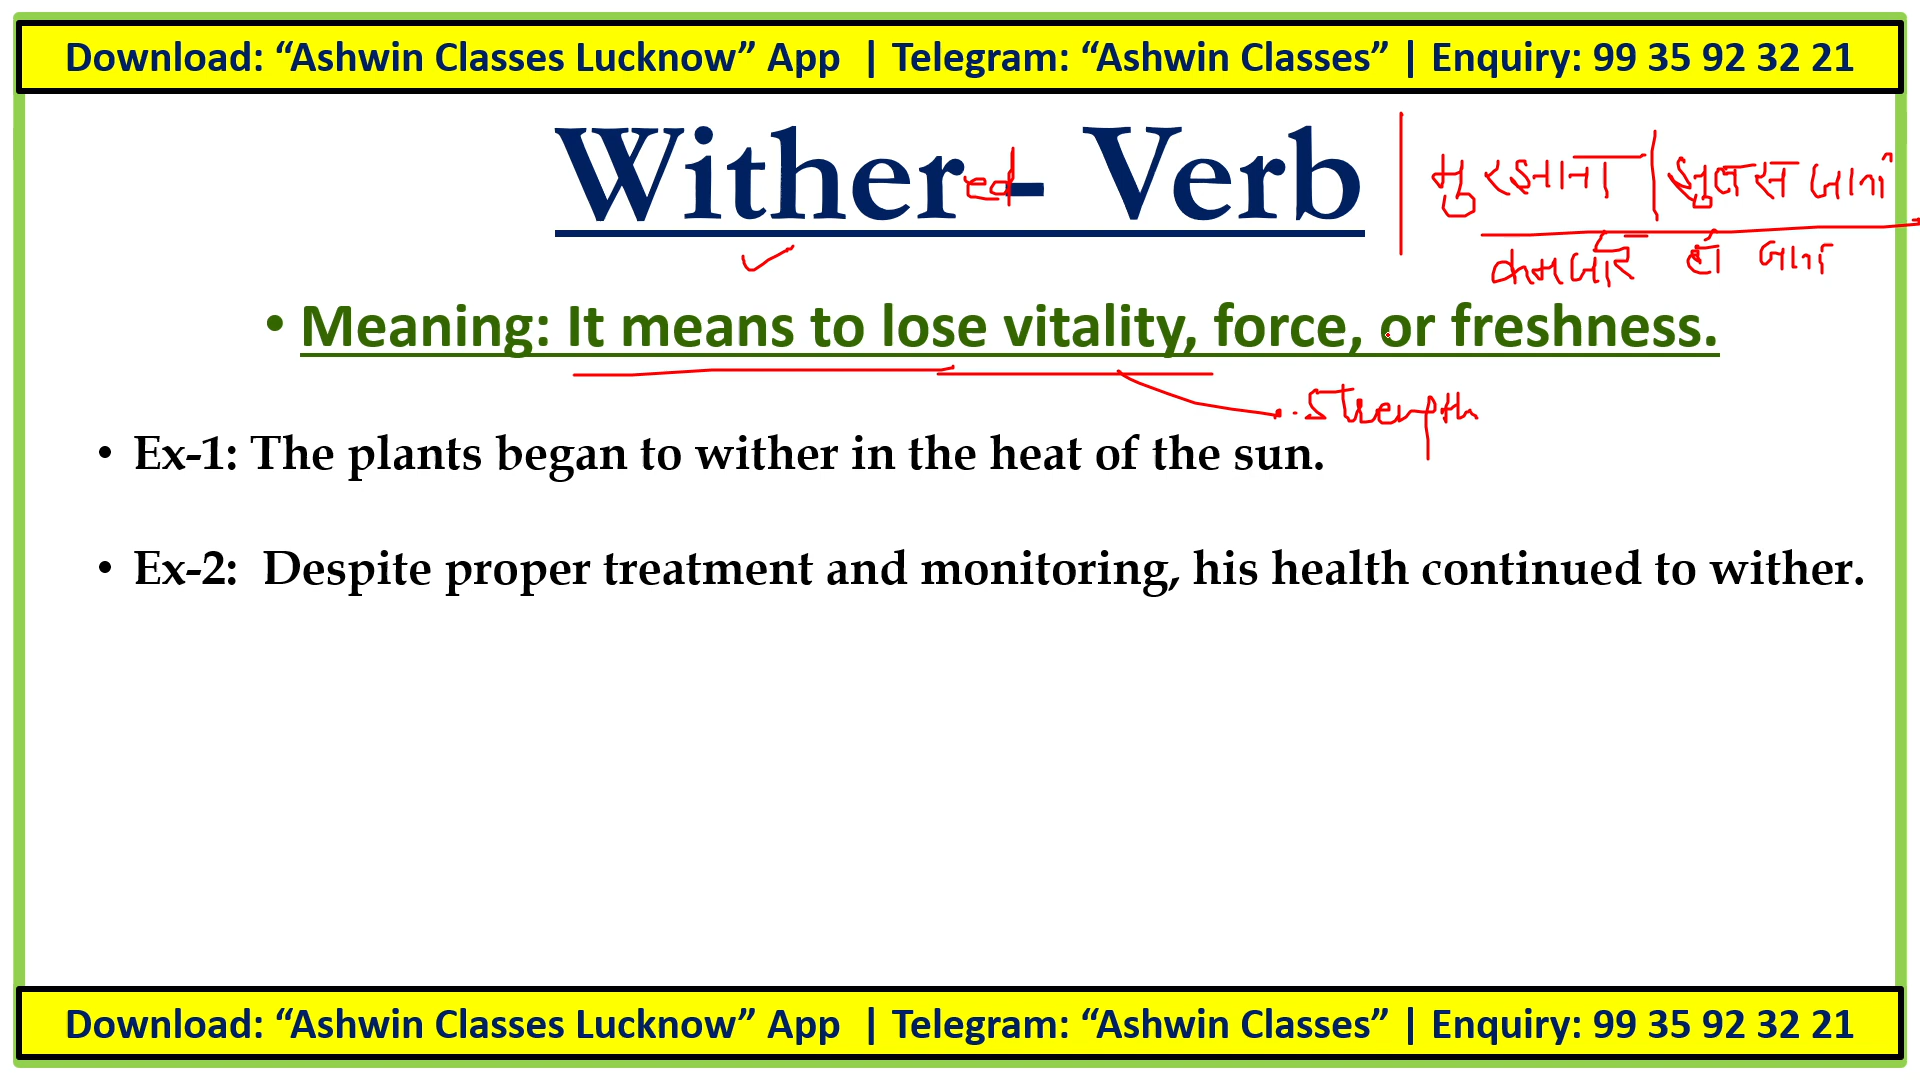 Download: “Ashwin Classes Lucknow” App | Telegram: “Ashwin Classes” | Enquiry: 99 35 92 32 21
Withered - Verb | मुरझाना | झुलस जाना
कमजोर हो जाना
• Meaning: It means to lose vitality, force, or freshness.
strength
• Ex-1: The plants began to wither in the heat of the sun.
• Ex-2: Despite proper treatment and monitoring, his health continued to wither.
Download: “Ashwin Classes Lucknow” App | Telegram: “Ashwin Classes” | Enquiry: 99 35 92 32 21